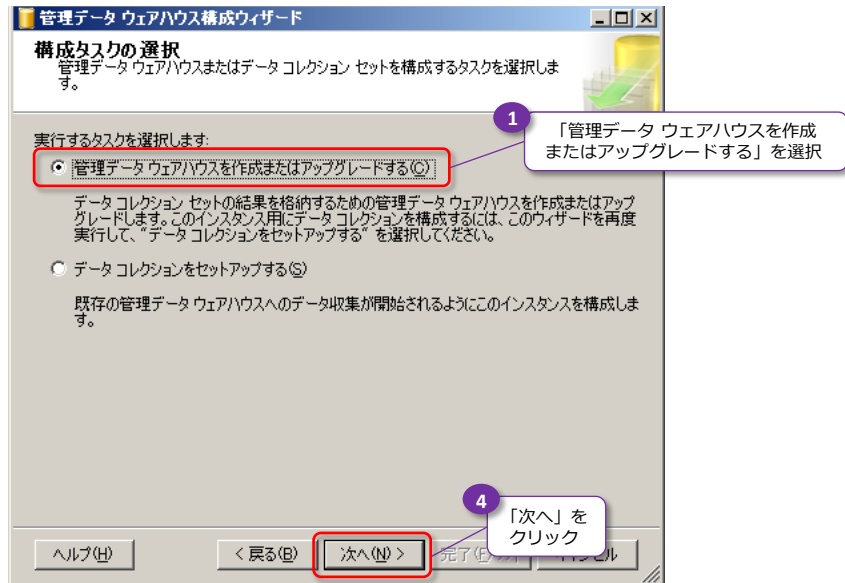 管理データ ウェアハウス構成ウィザード
構成タスクの選択
管理データ ウェアハウスまたはデータ コレクション セットを構成するタスクを選択しま
す。
1
「管理データ ウェアハウスを作成
またはアップグレードする」を選択
実行するタスクを選択します:
管理データ ウェアハウスを作成またはアップグレードする(C)
データ コレクション セットの結果を格納するための管理データ ウェアハウスを作成またはアップ
グレードします。このインスタンス用にデータ コレクションを構成するには、このウィザードを再度
実行して、"データ コレクションをセットアップする" を選択してください。
データ コレクションをセットアップする(S)
既存の管理データ ウェアハウスへのデータ収集が開始されるようにこのインスタンスを構成しま
す。
4
「次へ」を
クリック
ヘルプ(H)
< 戻る(B)
次へ(N) >
完了